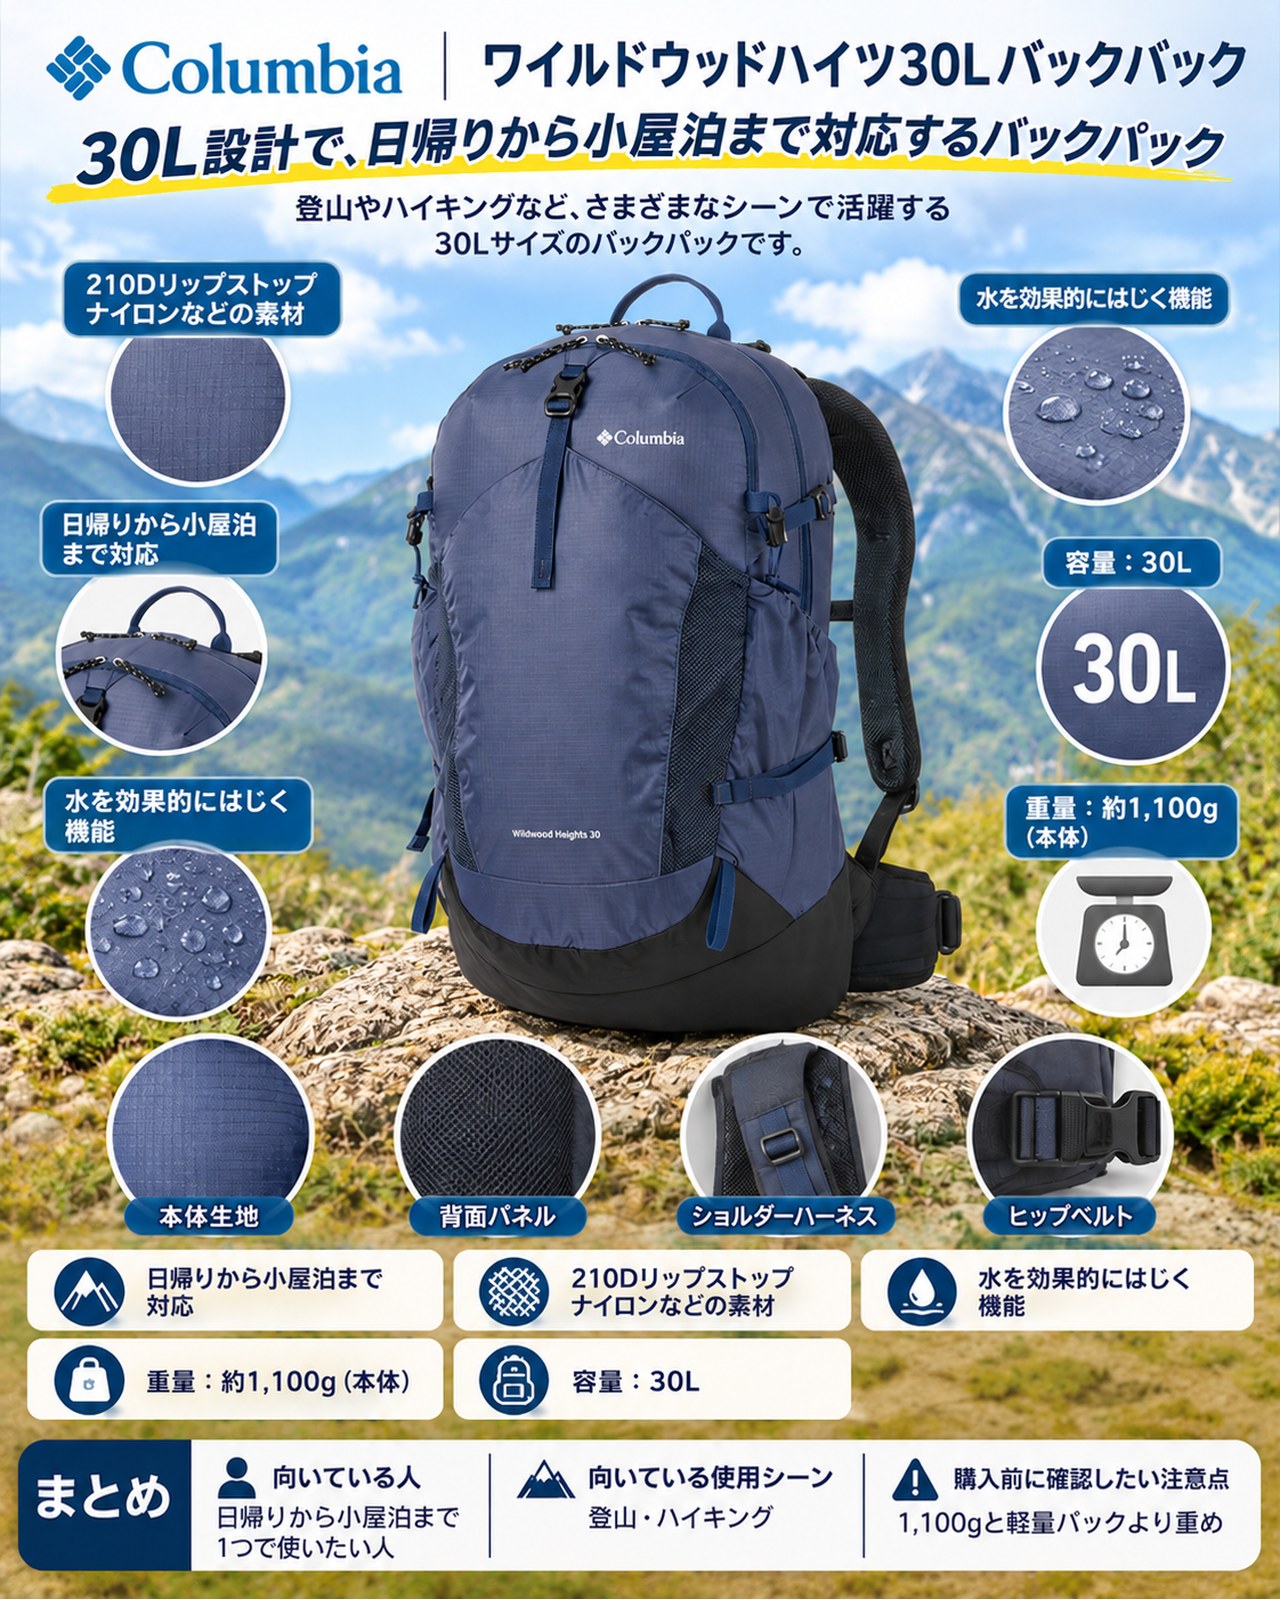 Columbia
ワイルドウッドハイツ30Lバックパック
30L設計で、日帰りから小屋泊まで対応するバックパック
登山やハイキングなど、さまざまなシーンで活躍する
30Lサイズのバックパックです。
210Dリップストップ
ナイロンなどの素材
水を効果的にはじく機能
Columbia
日帰りから小屋泊
まで対応
容量：30L
30L
水を効果的にはじく
機能
重量：約1,100g
（本体）
Wildwood Heights 30
本体生地
背面パネル
ショルダーハーネス
ヒップベルト
日帰りから小屋泊まで
対応
210Dリップストップ
ナイロンなどの素材
水を効果的にはじく
機能
重量：約1,100g（本体）
容量：30L
まとめ
向いている人
日帰りから小屋泊まで
1つで使いたい人
向いている使用シーン
登山・ハイキング
購入前に確認したい注意点
1,100gと軽量パックより重め